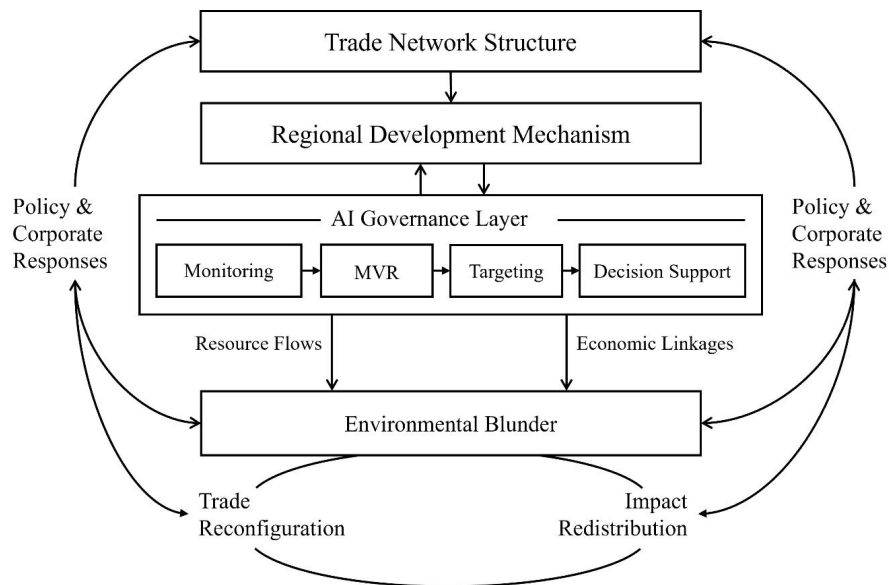 Trade Network Structure
Regional Development Mechanism
Policy &
Corporate
Responses
AI Governance Layer
Monitoring
MVR
Targeting
Decision Support
Policy &
Corporate
Responses
Resource Flows
Economic Linkages
Environmental Blunder
Trade
Reconfiguration
Impact
Redistribution